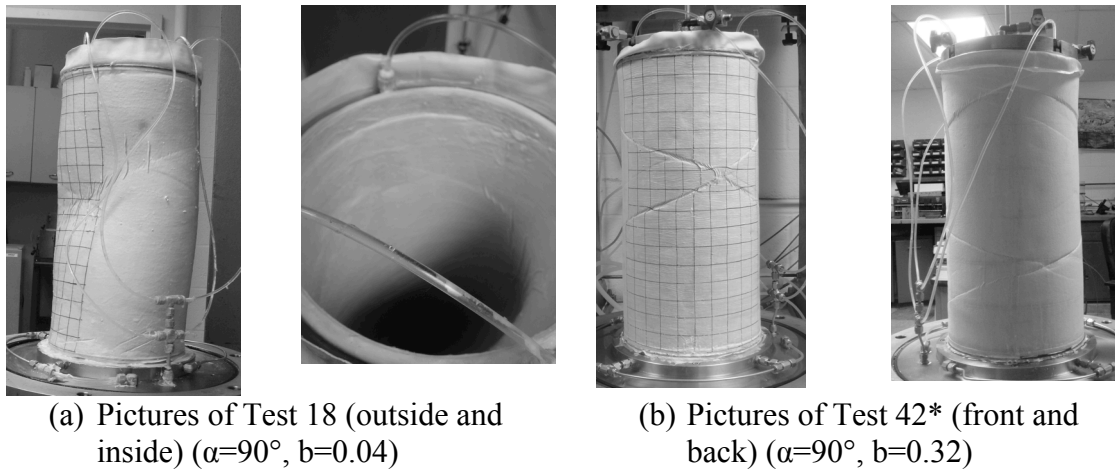 (a) Pictures of Test 18 (outside and
inside) (α=90°, b=0.04)
(b) Pictures of Test 42* (front and
back) (α=90°, b=0.32)